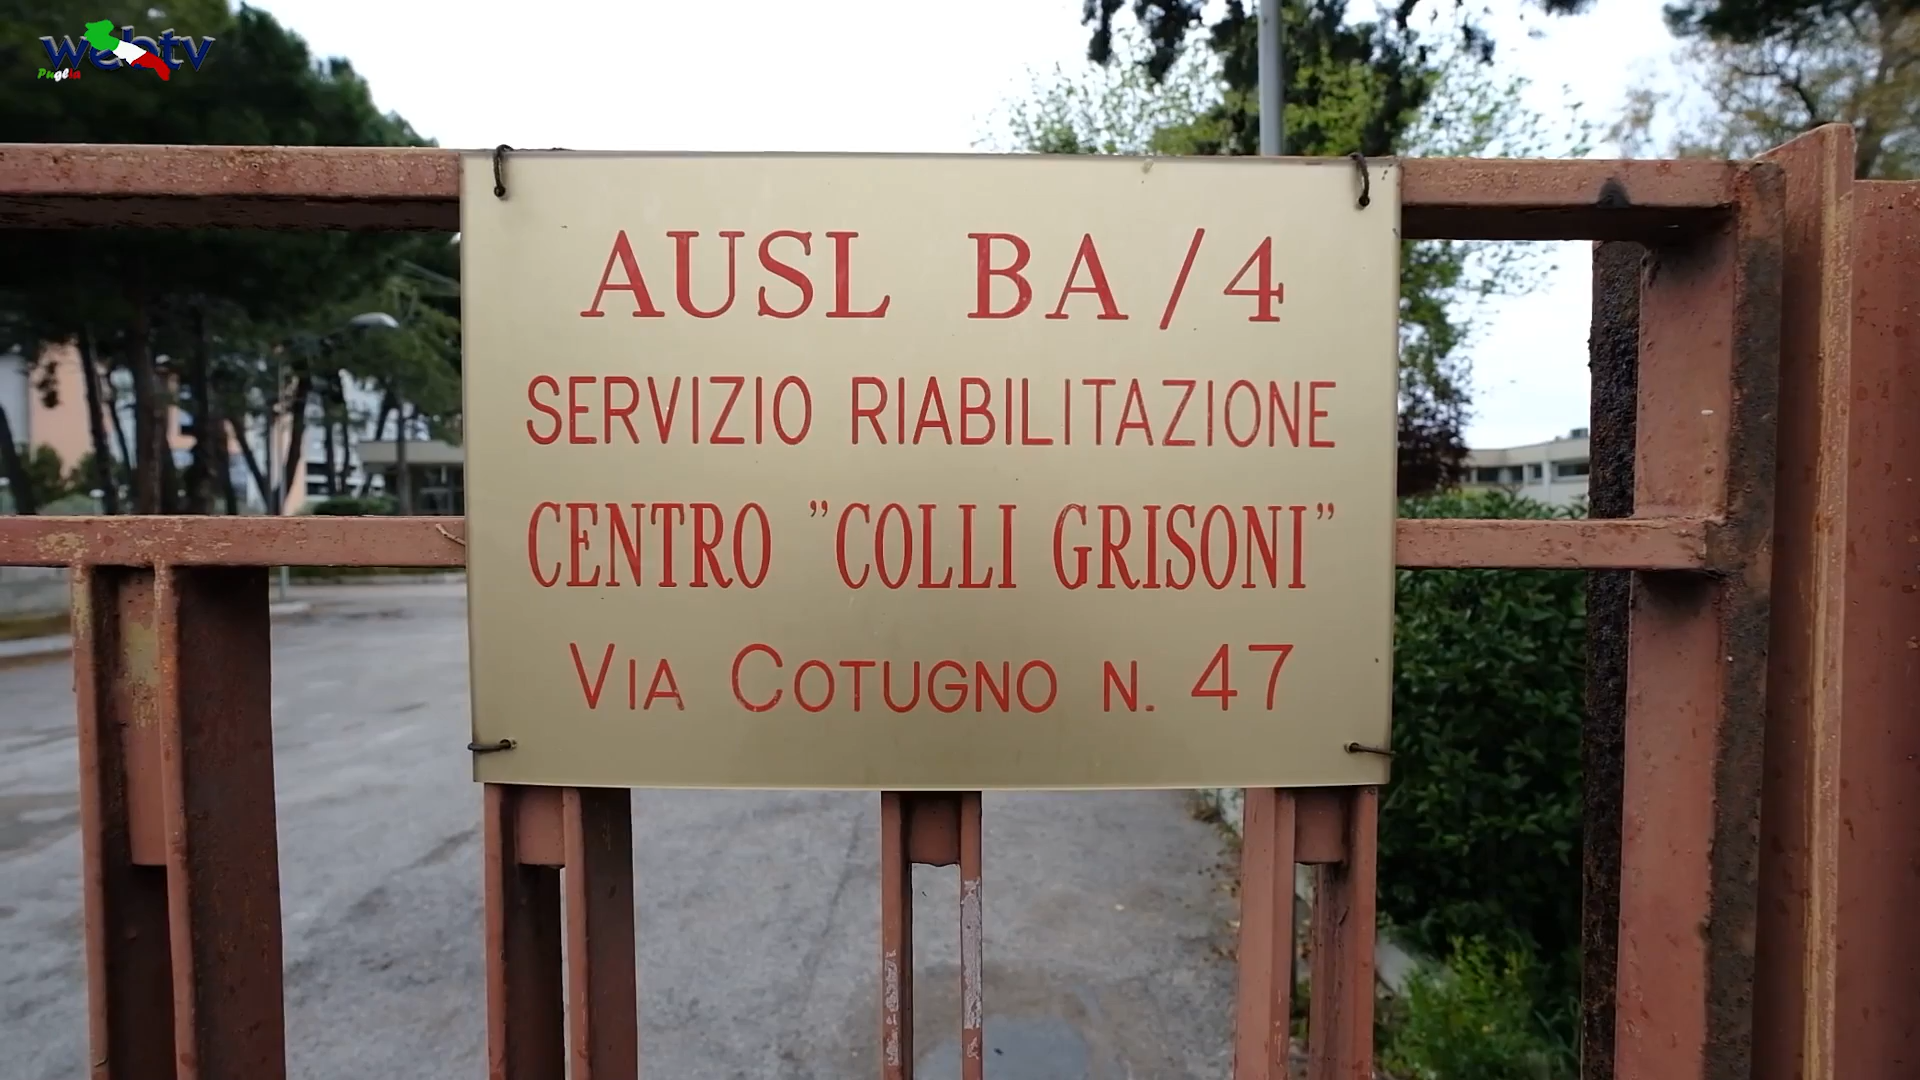 webtv
Puglia
AUSL BA/4
SERVIZIO RIABILITAZIONE
CENTRO "COLLI GRISONI"
VIA COTUGNO N. 47